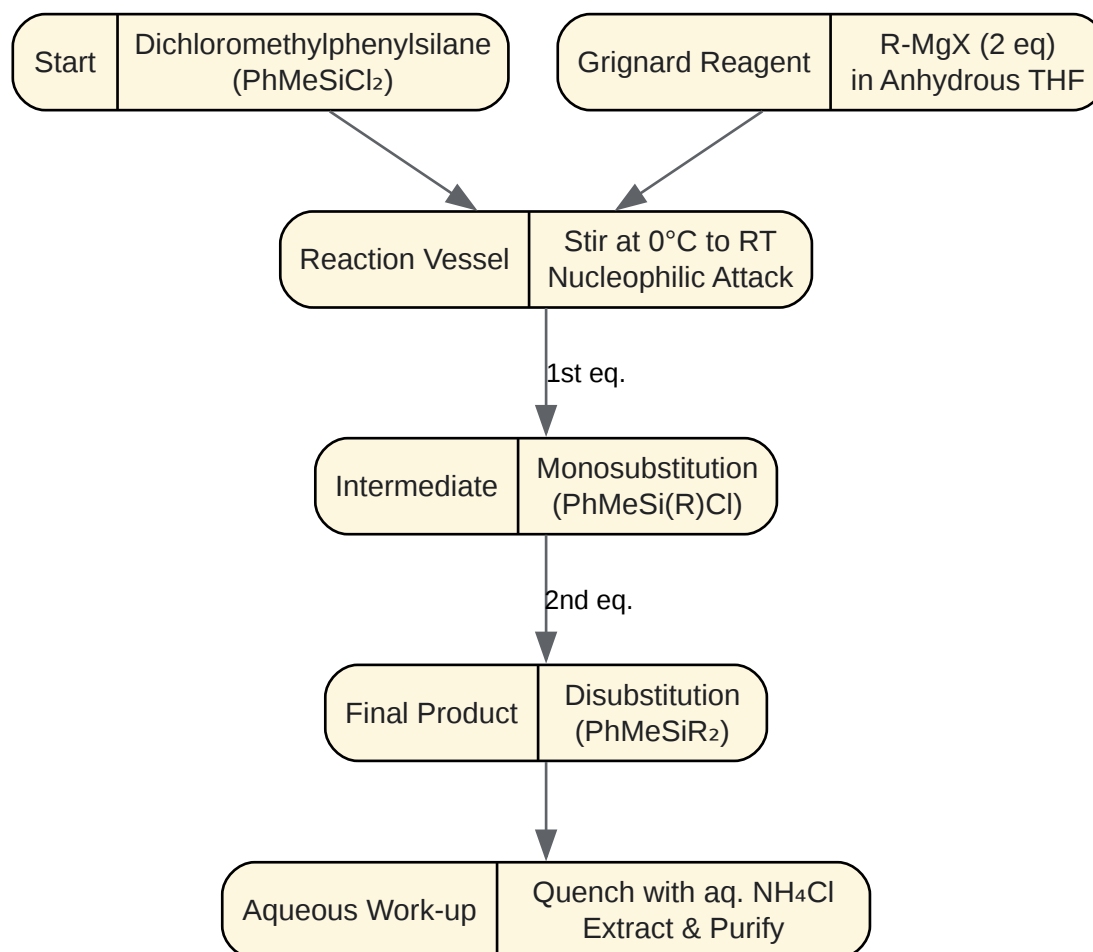 Start
Dichloromethylphenylsilane
(PhMeSiCl₂)
Grignard Reagent
R-MgX (2 eq)
in Anhydrous THF
Reaction Vessel
Stir at 0°C to RT
Nucleophilic Attack
1st eq.
Intermediate
Monosubstitution
(PhMeSi(R)Cl)
2nd eq.
Final Product
Disubstitution
(PhMeSiR₂)
Aqueous Work-up
Quench with aq. NH₄Cl
Extract & Purify